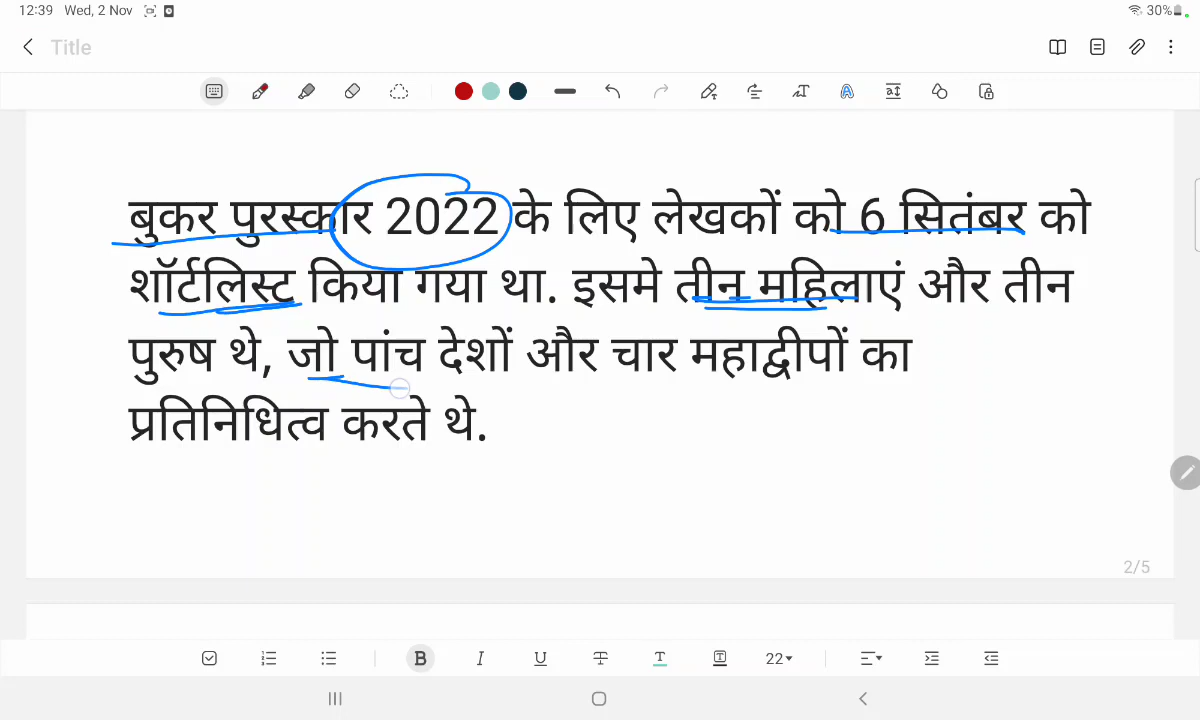 12:39 Wed, 2 Nov 30%
Title
बुकर पुरस्कार 2022 के लिए लेखकों को 6 सितंबर को
शॉर्टलिस्ट किया गया था. इसमे तीन महिलाएं और तीन
पुरुष थे, जो पांच देशों और चार महाद्वीपों का
प्रतिनिधित्व करते थे.
2/5
B I U T T 22